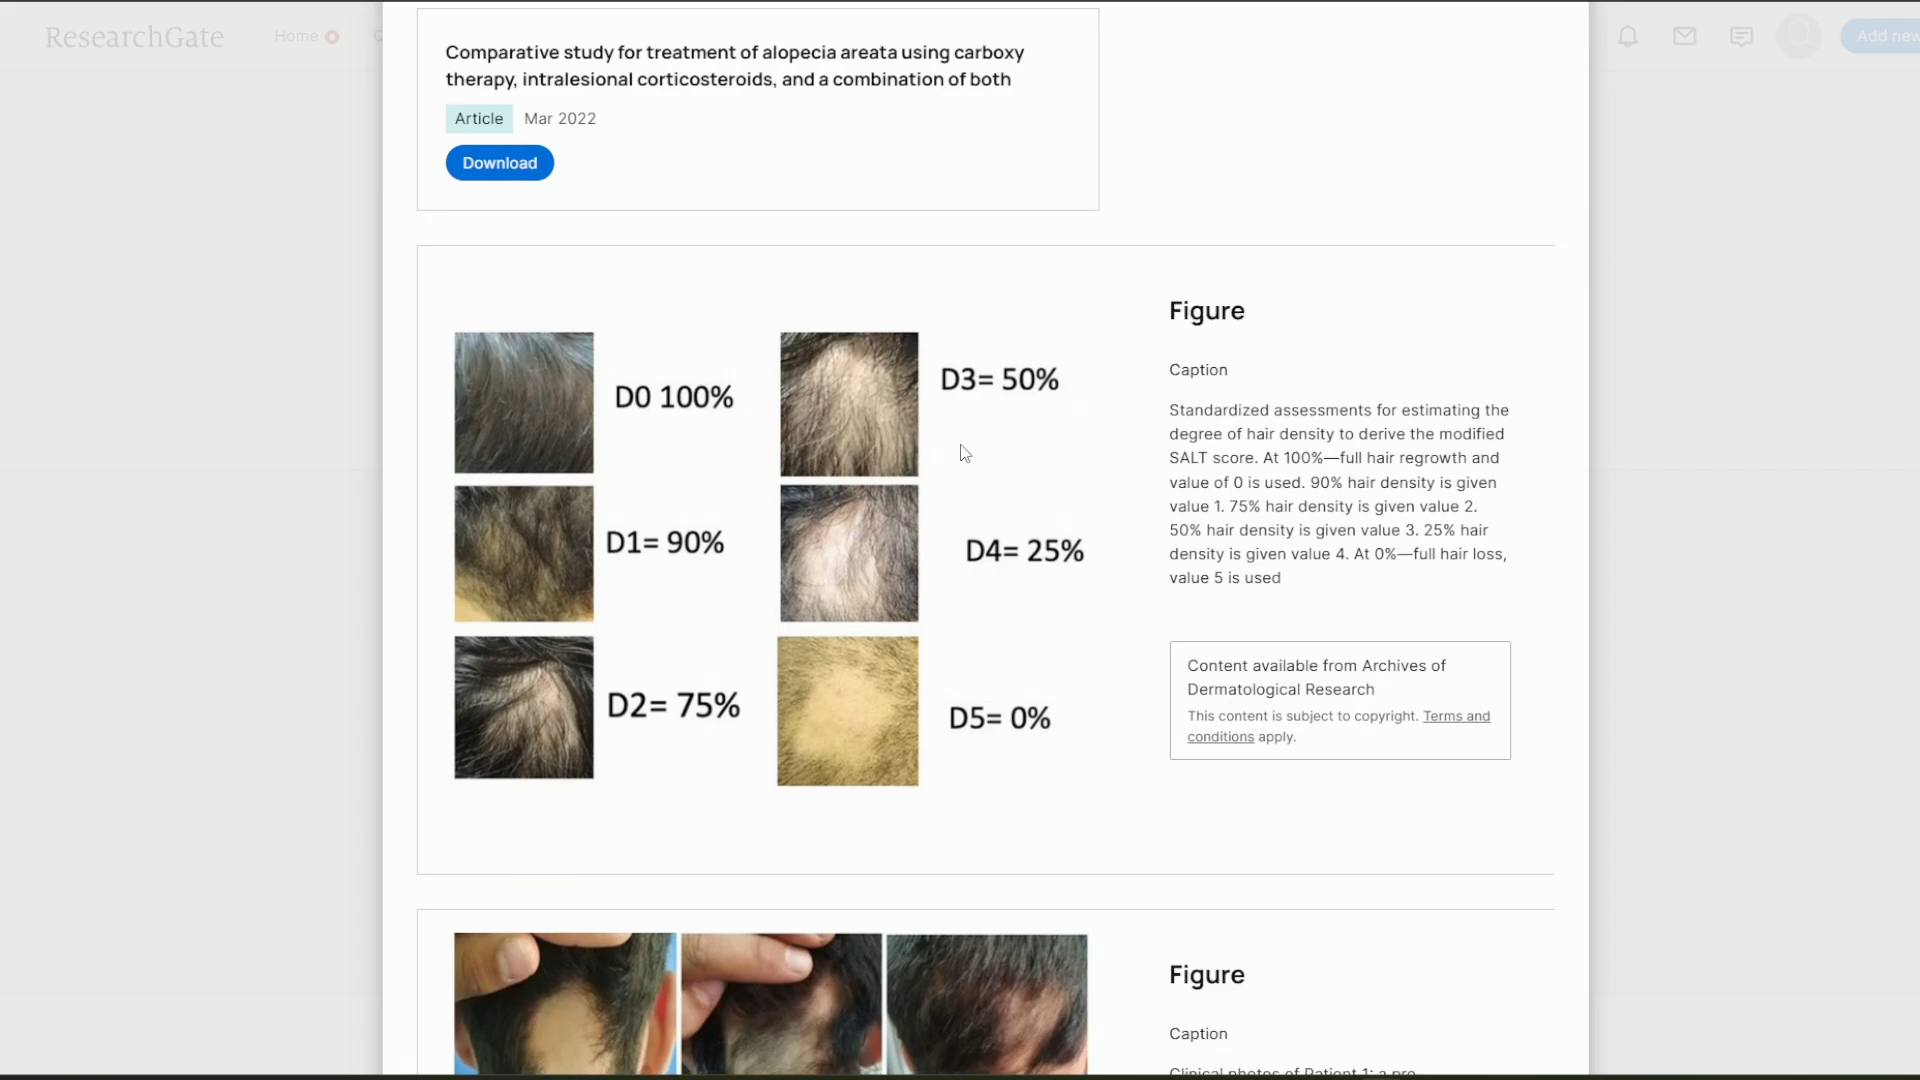 ResearchGate
Home
Add new
Comparative study for treatment of alopecia areata using carboxy
therapy, intralesional corticosteroids, and a combination of both
Article Mar 2022
Download
D0 100%
D1= 90%
D2= 75%
D3= 50%
D4= 25%
D5= 0%
Figure
Caption
Standardized assessments for estimating the
degree of hair density to derive the modified
SALT score. At 100%—full hair regrowth and
value of 0 is used. 90% hair density is given
value 1. 75% hair density is given value 2.
50% hair density is given value 3. 25% hair
density is given value 4. At 0%—full hair loss,
value 5 is used
Content available from Archives of
Dermatological Research
This content is subject to copyright. Terms and
conditions apply.
Figure
Caption
Clinical photos of Patient 1: a pre-